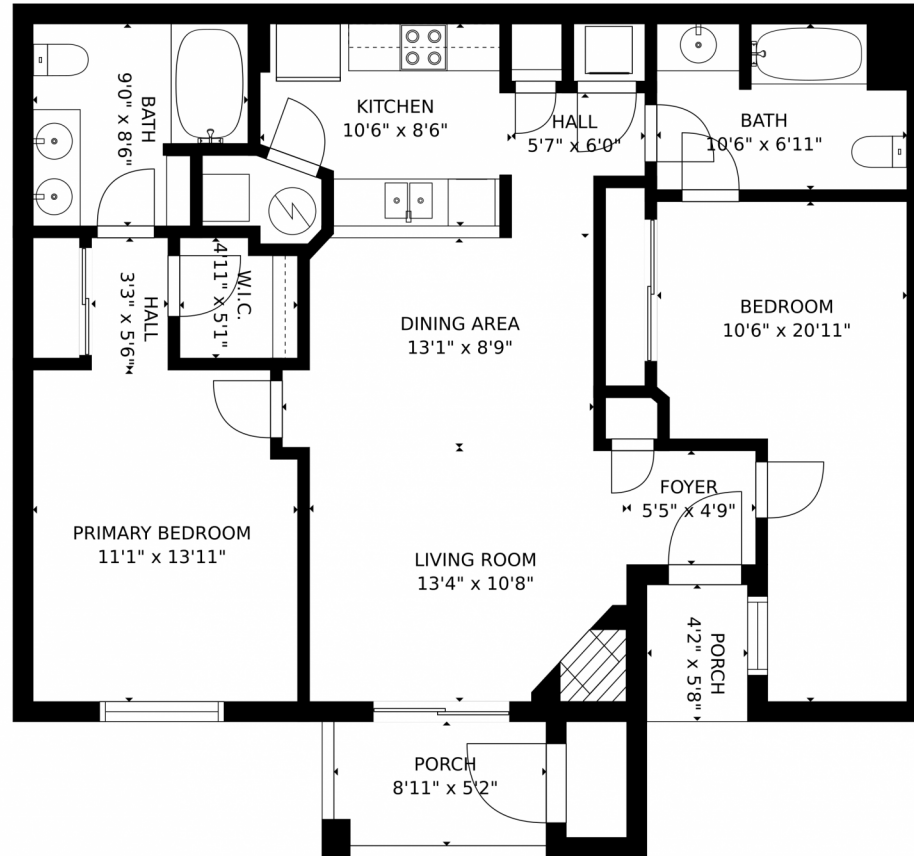 BATH
9'0" x 8'6"
KITCHEN
10'6" x 8'6"
HALL
5'7" x 6'0"
BATH
10'6" x 6'11"
HALL
3'3" x 5'6"
W.I.C.
4'11" x 5'1"
DINING AREA
13'1" x 8'9"
BEDROOM
10'6" x 20'11"
FOYER
5'5" x 4'9"
PRIMARY BEDROOM
11'1" x 13'11"
LIVING ROOM
13'4" x 10'8"
PORCH
4'2" x 5'8"
PORCH
8'11" x 5'2"